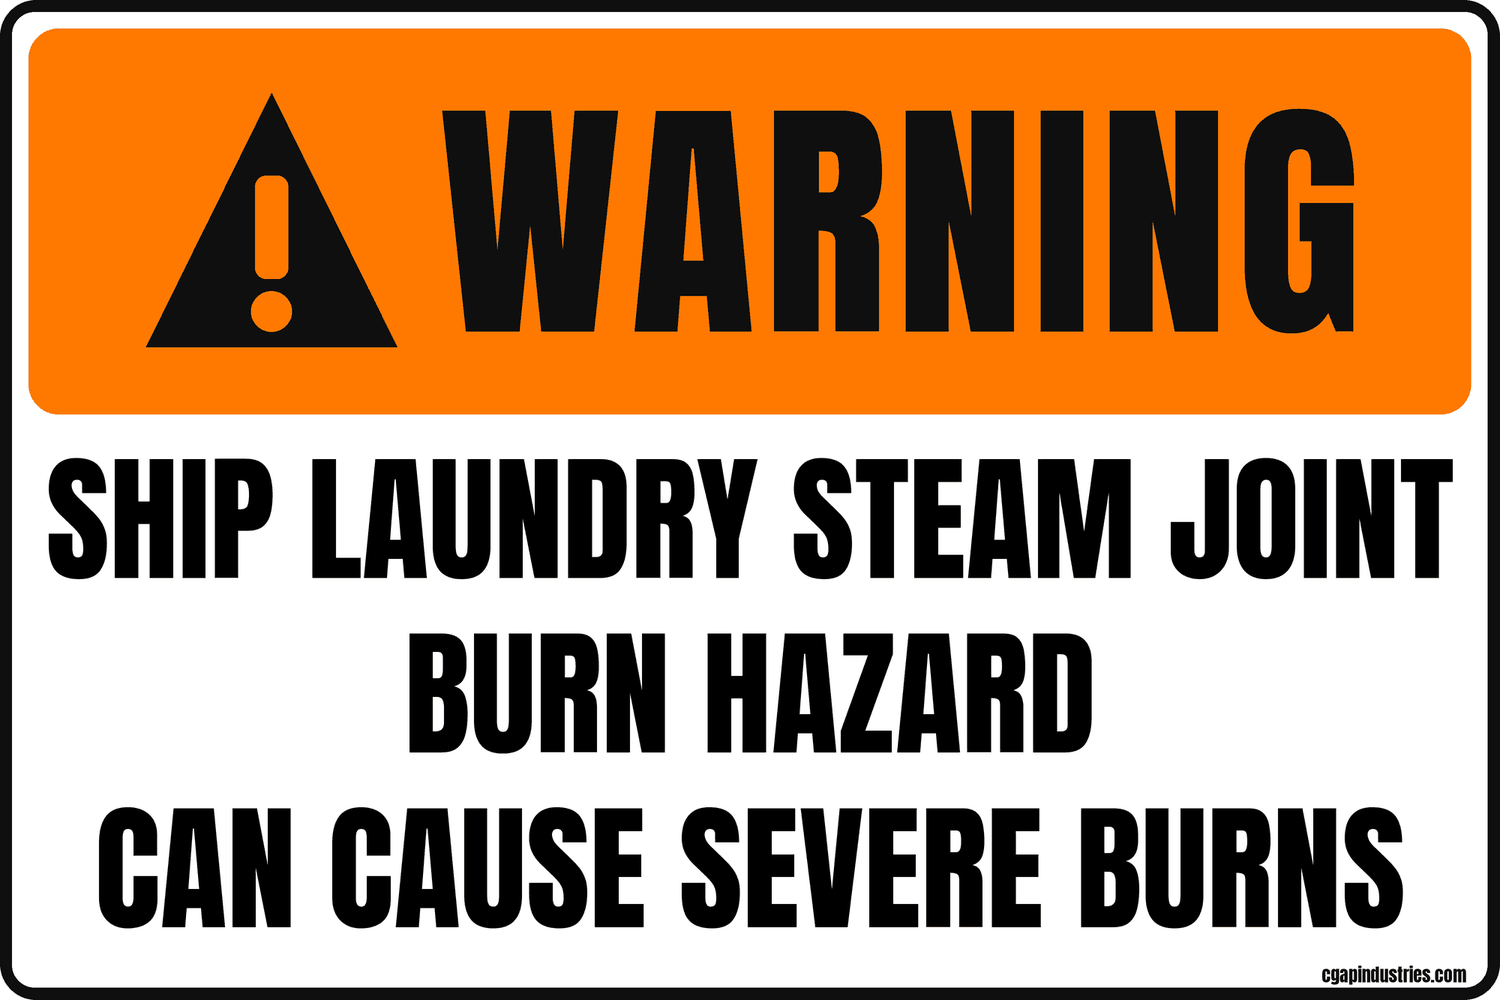 WARNING
SHIP LAUNDRY STEAM JOINT
BURN HAZARD
CAN CAUSE SEVERE BURNS
cgapindustries.com